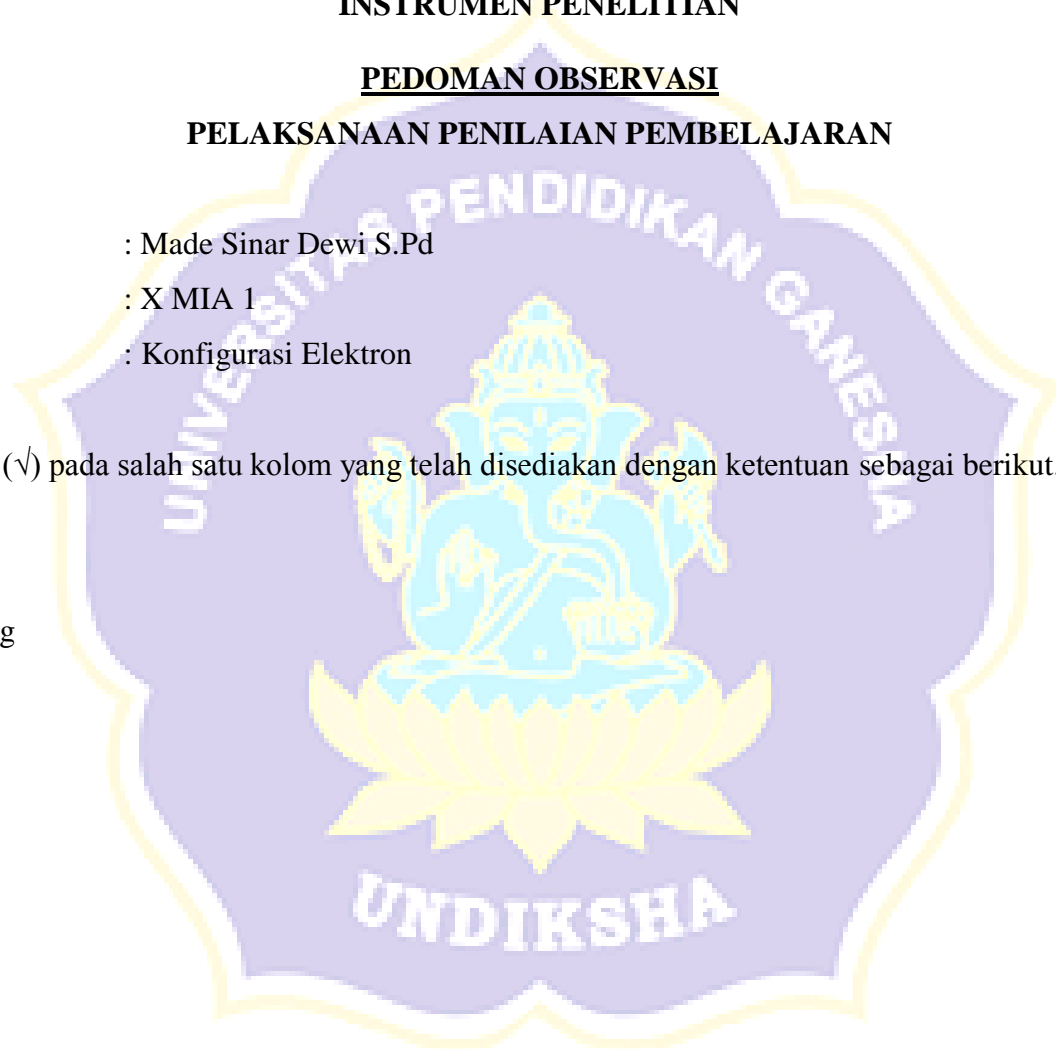 INSTRUMEN PENELITIAN
PEDOMAN OBSERVASI
PELAKSANAAN PENILAIAN PEMBELAJARAN
UNIVERSITAS PENDIDIKAN GANESHA
: Made Sinar Dewi S.Pd
: X MIA 1
: Konfigurasi Elektron
(√) pada salah satu kolom yang telah disediakan dengan ketentuan sebagai berikut.
g
UNDIKSHA